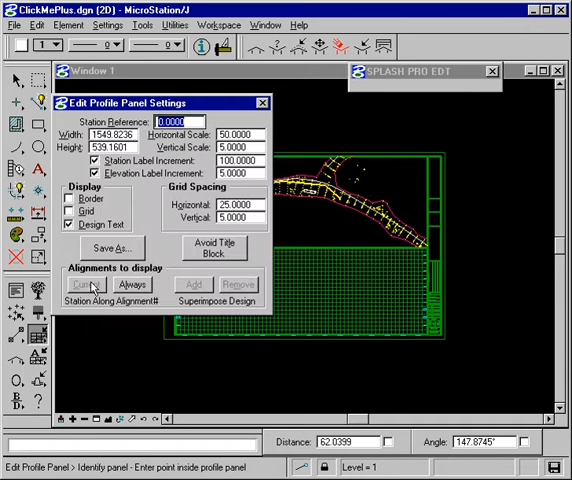 ClickMePlus.dgn (2D) - MicroStation/J
File Edit Element Settings Tools Utilities Workspace Window Help
1 1
Window 1
SPLASH PRO EDT
Edit Profile Panel Settings
Station Reference: 0.0000
Width: 1549.8236 Horizontal Scale: 50.0000
Height: 539.1601 Vertical Scale: 5.0000
Station Label Increment: 100.0000
Elevation Label Increment: 5.0000
Display Grid Spacing
Border
Grid
Design Text
Horizontal: 25.0000
Vertical: 5.0000
Save As...
Avoid Title
Block
Alignments to display
Current Always Add Remove
Station Along Alignment# Superimpose Design
Distance: 62.0399 Angle: 147.8745°
Edit Profile Panel > Identify panel - Enter point inside profile panel Level = 1